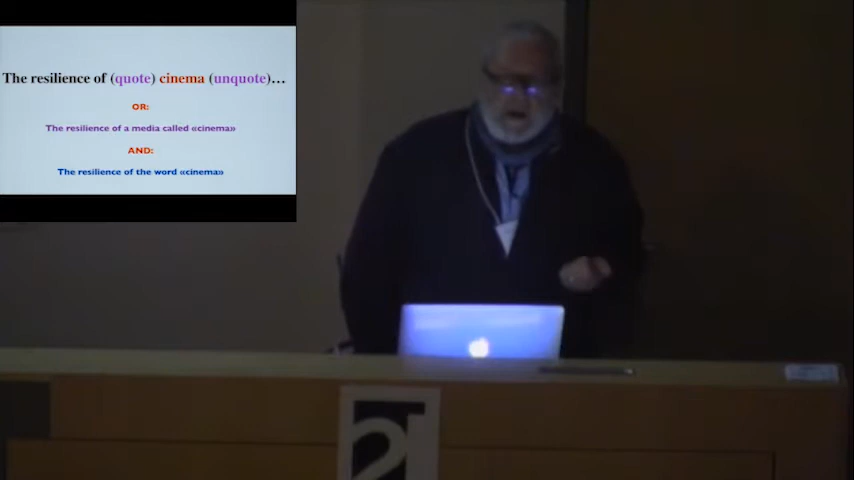 The resilience of (quote) cinema (unquote)…
OR:
The resilience of a media called «cinema»
AND:
The resilience of the word «cinema»